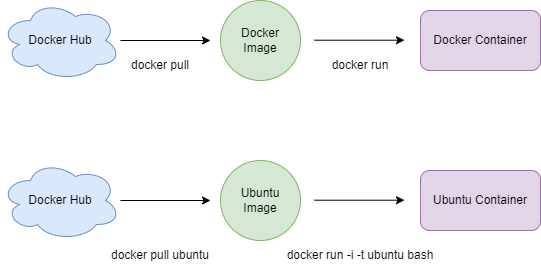 Docker Hub
Docker
Image
Docker Container
docker pull
docker run
Docker Hub
Ubuntu
Image
Ubuntu Container
docker pull ubuntu
docker run -i -t ubuntu bash